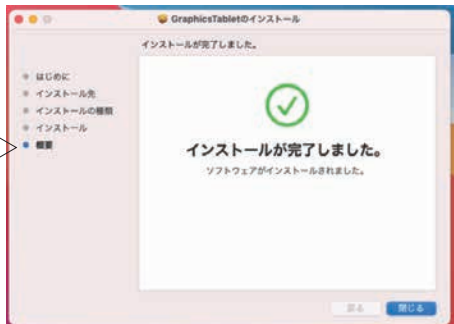 GraphicsTabletのインストール
インストールが完了しました。
はじめに
インストール先
インストールの種類
インストール
概要
インストールが完了しました。
ソフトウェアがインストールされました。
戻る
閉じる